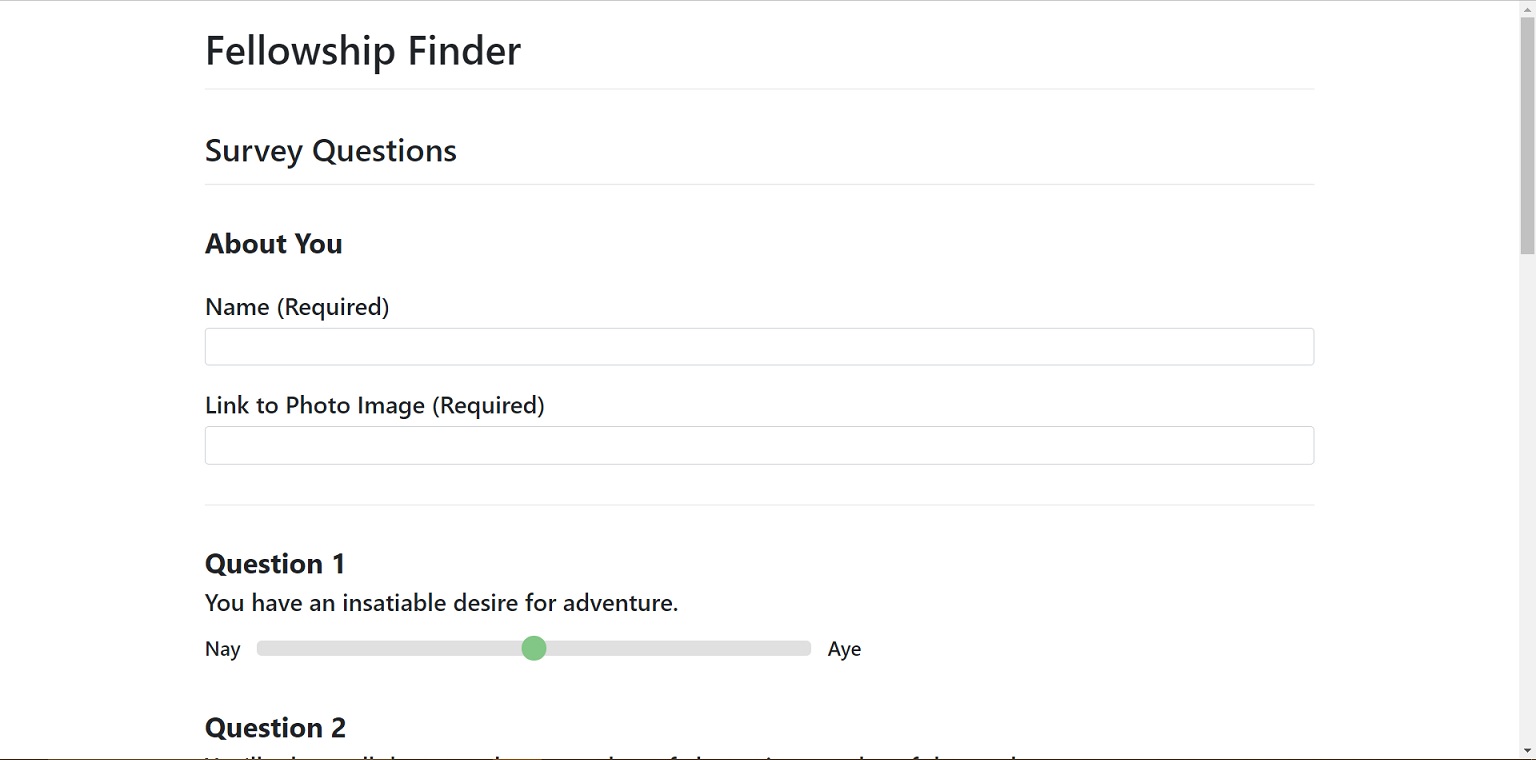 Fellowship Finder
Survey Questions
About You
Name (Required)
Link to Photo Image (Required)
Question 1
You have an insatiable desire for adventure.
Nay Aye
Question 2